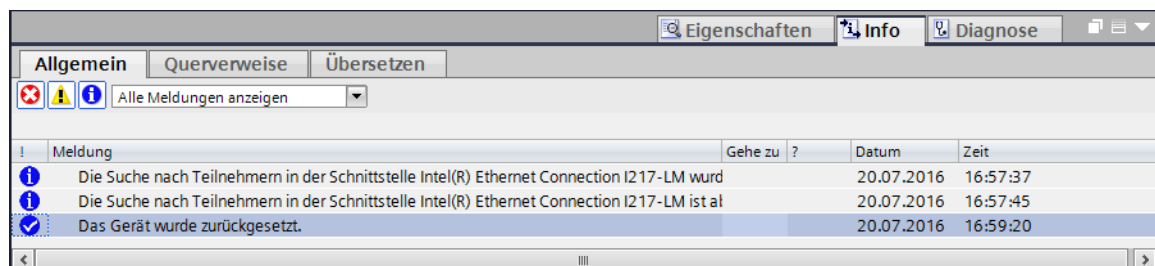 Eigenschaften Info Diagnose
Allgemein Querverweise Übersetzen
Alle Meldungen anzeigen
! Meldung Gehe zu ? Datum Zeit
Die Suche nach Teilnehmern in der Schnittstelle Intel(R) Ethernet Connection I217-LM wurd 20.07.2016 16:57:37
Die Suche nach Teilnehmern in der Schnittstelle Intel(R) Ethernet Connection I217-LM ist al 20.07.2016 16:57:45
Das Gerät wurde zurückgesetzt. 20.07.2016 16:59:20